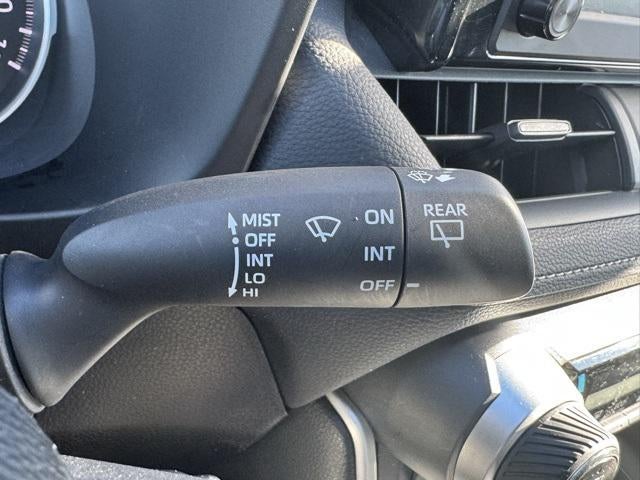 MIST
OFF
INT
LO
HI
ON
INT
OFF
REAR